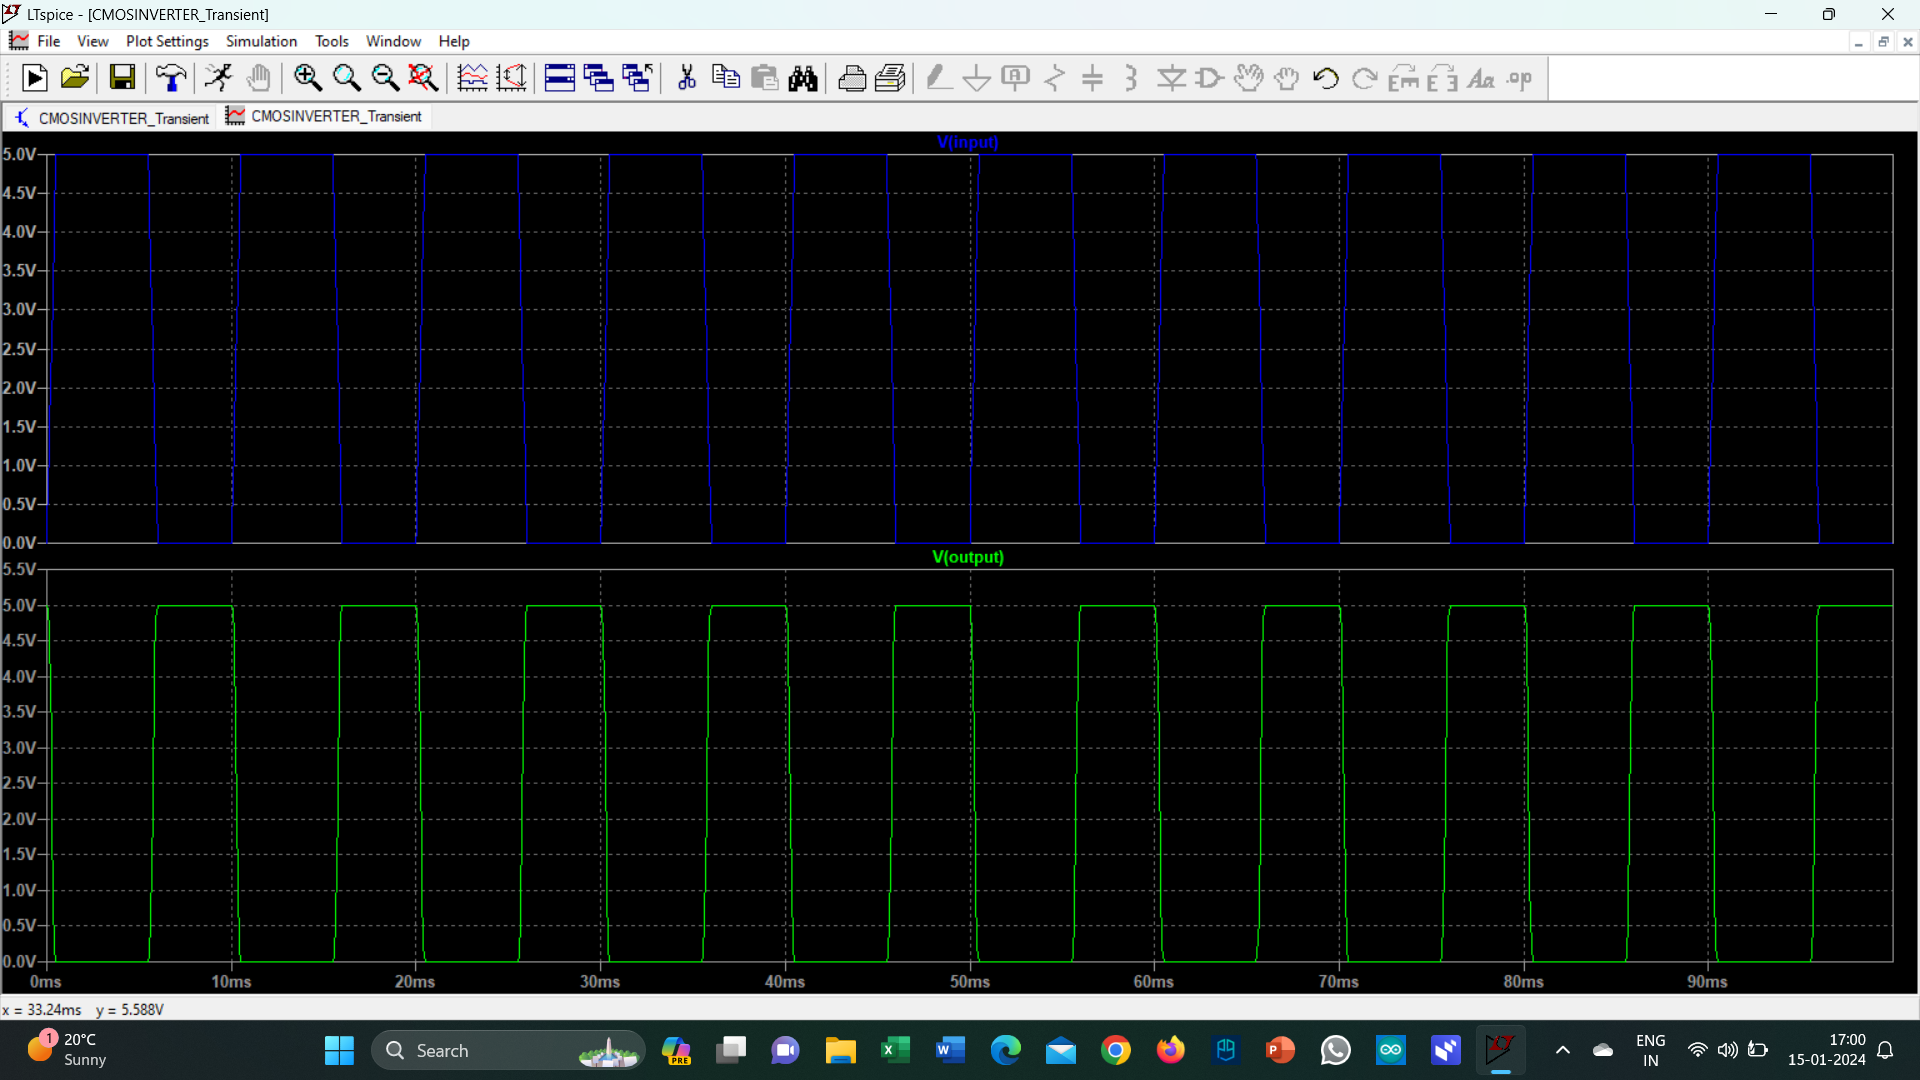 LTspice - [CMOSINVERTER_Transient]
File View Plot Settings Simulation Tools Window Help
.op
CMOSINVERTER_Transient CMOSINVERTER_Transient
V(input)
5.0V
4.5V
4.0V
3.5V
3.0V
2.5V
2.0V
1.5V
1.0V
0.5V
0.0V
V(output)
5.5V
5.0V
4.5V
4.0V
3.5V
3.0V
2.5V
2.0V
1.5V
1.0V
0.5V
0.0V
0ms 10ms 20ms 30ms 40ms 50ms 60ms 70ms 80ms 90ms
x = 33.24ms y = 5.588V
1
20°C
Sunny
Search
PRE
ENG
IN
17:00
15-01-2024